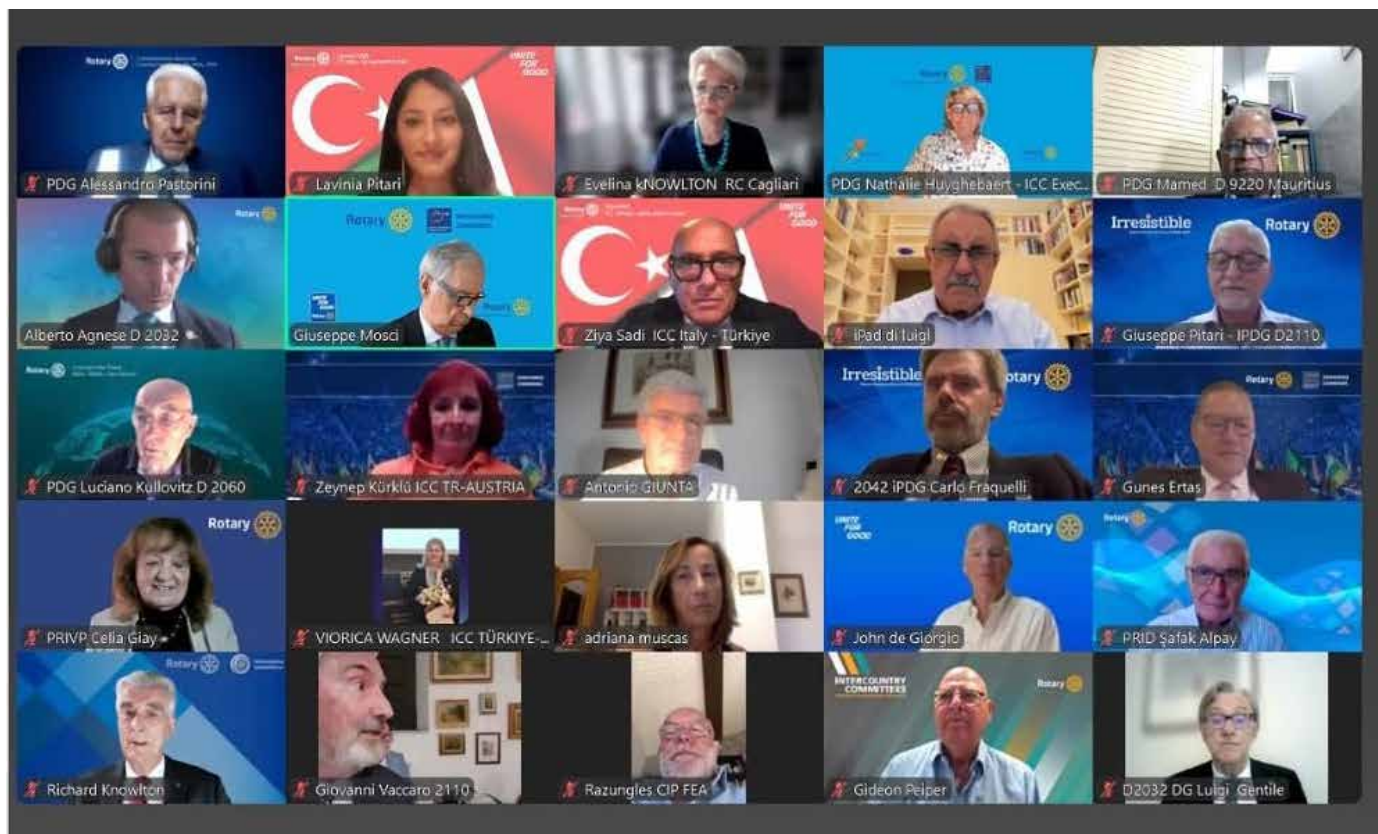 Rotary
PDG Alessandro Pastorini
Rotary
UNITE FOR GOOD
Lavinia Pitari
Evelina kNOWLTON RC Cagliari
Rotary
PDG Nathalie Huyghebaert - ICC Exec...
PDG Mamed D 9220 Mauritius
Rotary
Alberto Agnese D 2032
Rotary
UNITE FOR GOOD
Giuseppe Mosci
Rotary
UNITE FOR GOOD
Ziya Sadi ICC Italy - Türkiye
iPad di luigi
Irresistible
Rotary
Giuseppe Pitari - IPDG D2110
Rotary
PDG Luciano Kullovitz D 2060
Zeynep Kürklü ICC TR-AUSTRIA
Antonio GIUNTA
Irresistible
otary
2042 iPDG Carlo Fraquelli
Rotary
Gunes Ertas
Rotary
PRIVP Celia Giay
VIORICA WAGNER ICC TÜRKIYE-...
adriana muscas
UNITE FOR GOOD
Rotary
John de Giorgio
Rotary
PRID Şafak Alpay
Rotary
Richard Knowlton
Giovanni Vaccaro 2110
Razungles CIP FEA
INTERCOUNTRY COMMITTEES
Rotary
Gideon Peiper
D2032 DG Luigi Gentile